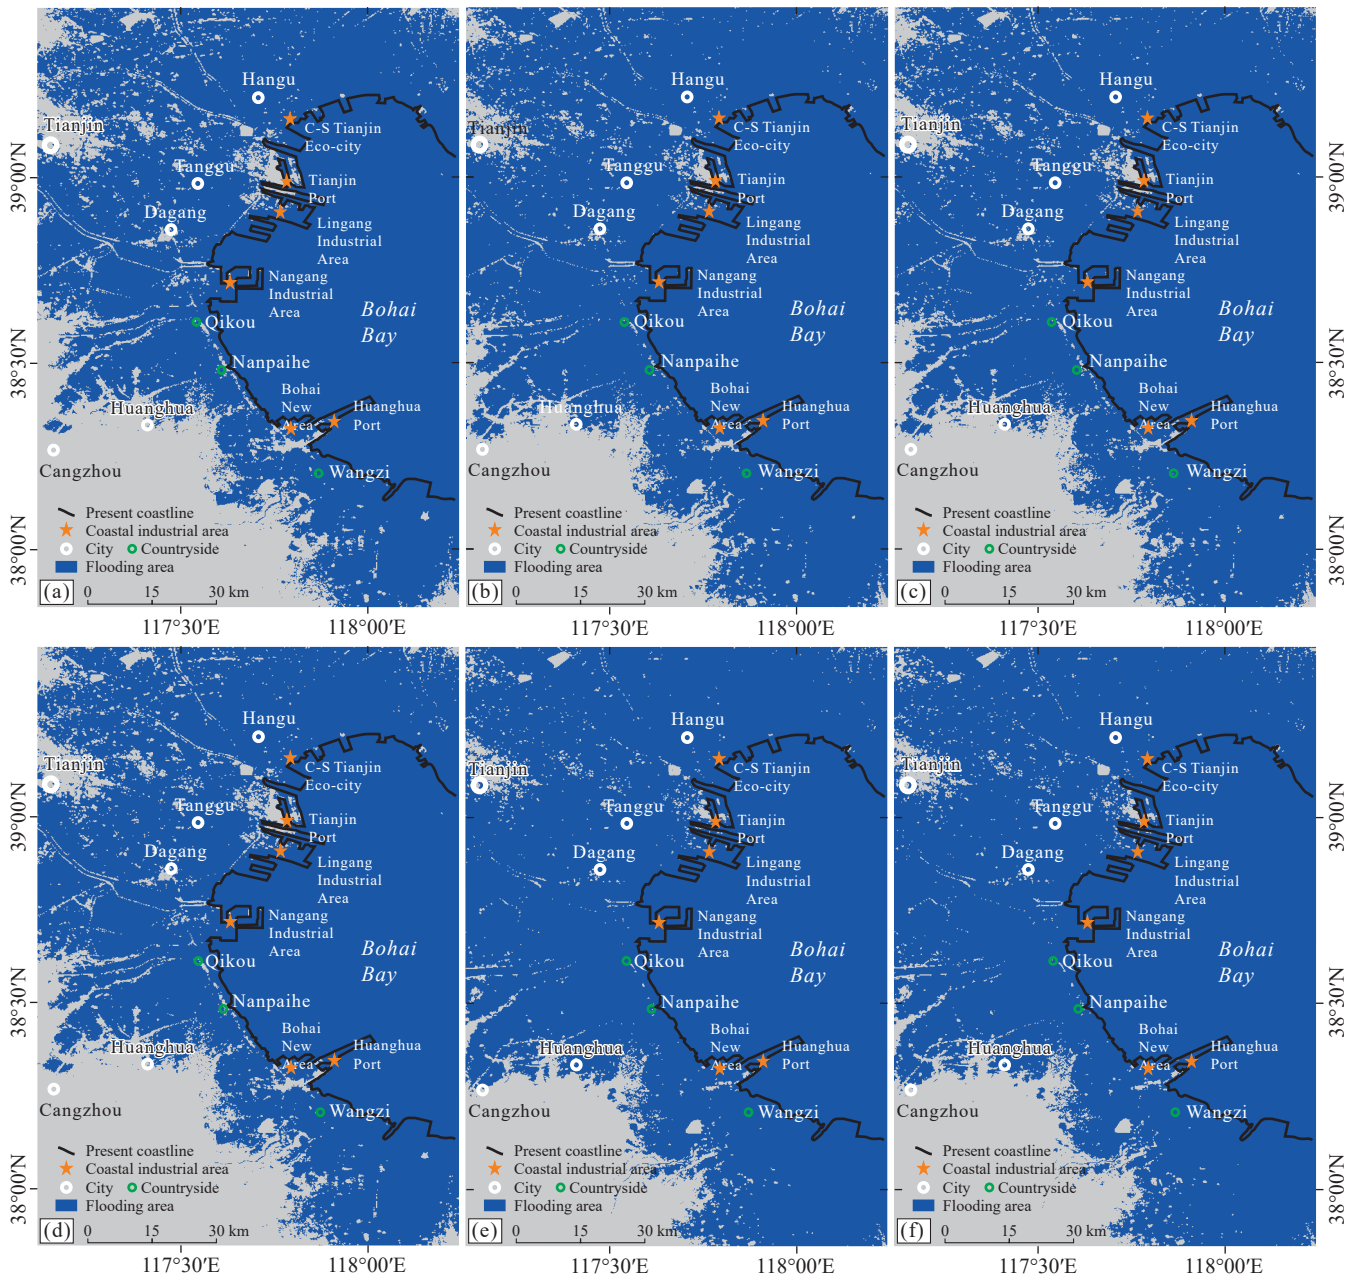 Hangu
Tianjin
C-S Tianjin
Eco-city
Tanggu
Tianjin
Port
Dagang
Lingang
Industrial
Area
Nangang
Industrial
Area
Bohai
Bay
Qikou
Nanpaihe
Bohai
New
Area
Huanghua
Port
Huanghua
Cangzhou
Wangzi
Present coastline
Coastal industrial area
City
Countryside
Flooding area
(a)
0 15 30 km
39°00′N
38°30′N
38°00′N
117°30′E
118°00′E
Hangu
Tianjin
C-S Tianjin
Eco-city
Tanggu
Tianjin
Port
Dagang
Lingang
Industrial
Area
Nangang
Industrial
Area
Bohai
Bay
Qikou
Nanpaihe
Bohai
New
Area
Huanghua
Port
Huanghua
Cangzhou
Wangzi
Present coastline
Coastal industrial area
City
Countryside
Flooding area
(b)
0 15 30 km
117°30′E
118°00′E
Hangu
Tianjin
C-S Tianjin
Eco-city
Tanggu
Tianjin
Port
Dagang
Lingang
Industrial
Area
Nangang
Industrial
Area
Bohai
Bay
Qikou
Nanpaihe
Bohai
New
Area
Huanghua
Port
Huanghua
Cangzhou
Wangzi
Present coastline
Coastal industrial area
City
Countryside
Flooding area
(c)
0 15 30 km
39°00′N
38°30′N
38°00′N
117°30′E
118°00′E
Hangu
Tianjin
C-S Tianjin
Eco-city
Tanggu
Tianjin
Port
Dagang
Lingang
Industrial
Area
Nangang
Industrial
Area
Bohai
Bay
Qikou
Nanpaihe
Bohai
New
Area
Huanghua
Port
Huanghua
Cangzhou
Wangzi
Present coastline
Coastal industrial area
City
Countryside
Flooding area
(d)
0 15 30 km
39°00′N
38°30′N
38°00′N
117°30′E
118°00′E
Hangu
Tianjin
C-S Tianjin
Eco-city
Tanggu
Tianjin
Port
Dagang
Lingang
Industrial
Area
Nangang
Industrial
Area
Bohai
Bay
Qikou
Nanpaihe
Bohai
New
Area
Huanghua
Port
Huanghua
Cangzhou
Wangzi
Present coastline
Coastal industrial area
City
Countryside
Flooding area
(e)
0 15 30 km
117°30′E
118°00′E
Hangu
Tianjin
C-S Tianjin
Eco-city
Tanggu
Tianjin
Port
Dagang
Lingang
Industrial
Area
Nangang
Industrial
Area
Bohai
Bay
Qikou
Nanpaihe
Bohai
New
Area
Huanghua
Port
Huanghua
Cangzhou
Wangzi
Present coastline
Coastal industrial area
City
Countryside
Flooding area
(f)
0 15 30 km
39°00′N
38°30′N
38°00′N
117°30′E
118°00′E